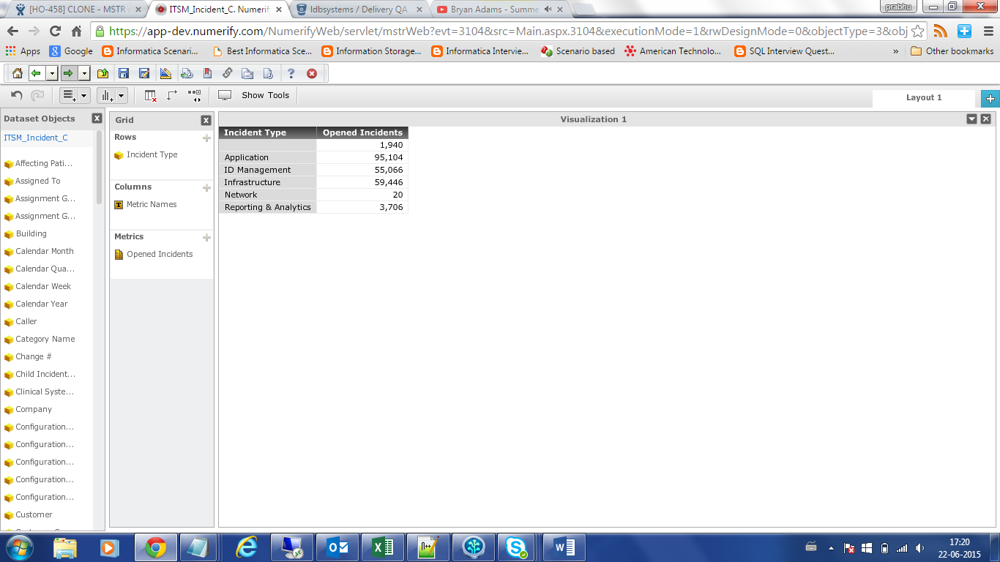 [HO-458] CLONE - MSTR
ITSM_Incident_C. Numerify
ldbsystems / Delivery QA
Bryan Adams - Summe
prabhu
https://app-dev.numerify.com/NumerifyWeb/servlet/mstrWeb?evt=3104&src=Main.aspx.3104&executionMode=1&rwDesignMode=0&objectType=3&obj
Apps
Google
Informatica Scenari...
Best Informatica Sce...
Information Storage...
Informatica Intervie...
Scenario based
American Technolo...
SQL Interview Quest...
»
Other bookmarks
Show Tools
Layout 1
Dataset Objects
ITSM_Incident_C
Affecting Pati...
Assigned To
Assignment G...
Assignment G...
Building
Calendar Month
Calendar Qua...
Calendar Week
Calendar Year
Caller
Category Name
Change #
Child Incident...
Clinical Syste...
Company
Configuration...
Configuration...
Configuration...
Configuration...
Configuration...
Customer
Grid
Rows
Incident Type
Columns
Metric Names
Metrics
Opened Incidents
Visualization 1
Incident Type Opened Incidents
1,940
Application 95,104
ID Management 55,066
Infrastructure 59,446
Network 20
Reporting & Analytics 3,706
17:20
22-06-2015